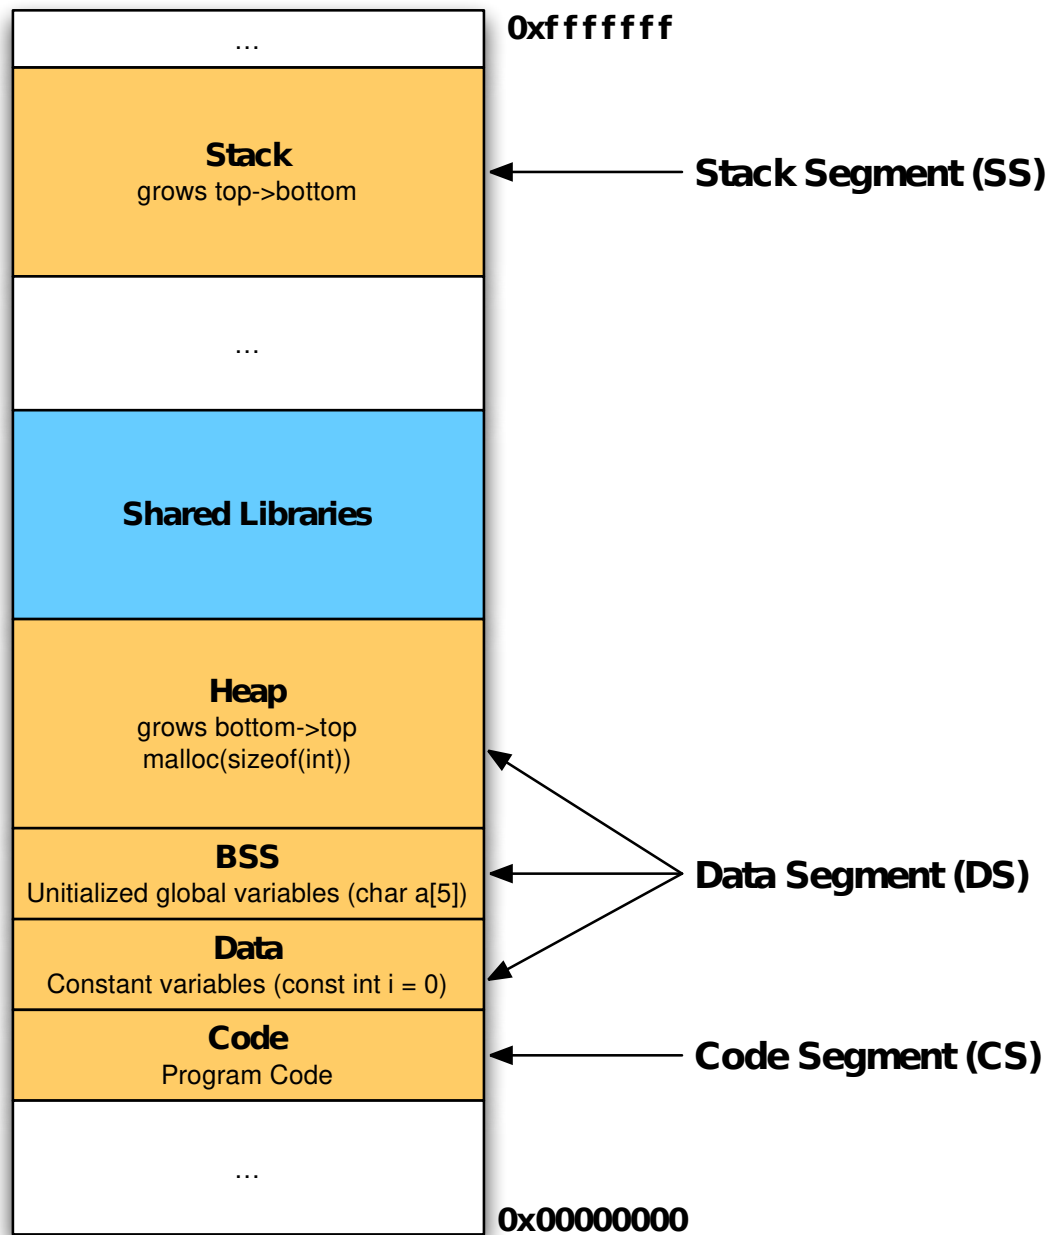 ...
0xfffffff
Stack
grows top->bottom
Stack Segment (SS)
...
Shared Libraries
Heap
grows bottom->top
malloc(sizeof(int))
BSS
Unitialized global variables (char a[5])
Data Segment (DS)
Data
Constant variables (const int i = 0)
Code
Program Code
Code Segment (CS)
...
0x00000000